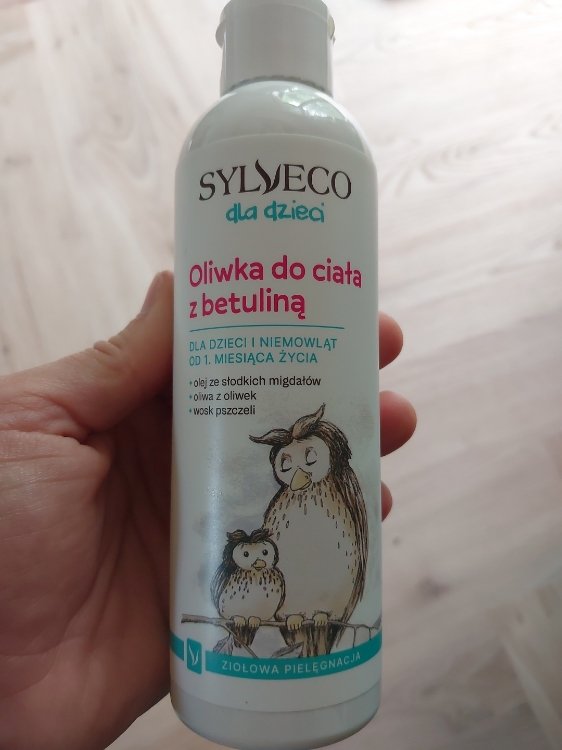 SYLVECO
dla dzieci
Oliwka do ciała
z betuliną
DLA DZIECI I NIEMOWLĄT
OD 1. MIESIĄCA ŻYCIA
• olej ze słodkich migdałów
• oliwa z oliwek
• wosk pszczeli
ZIOŁOWA PIELĘGNACJA